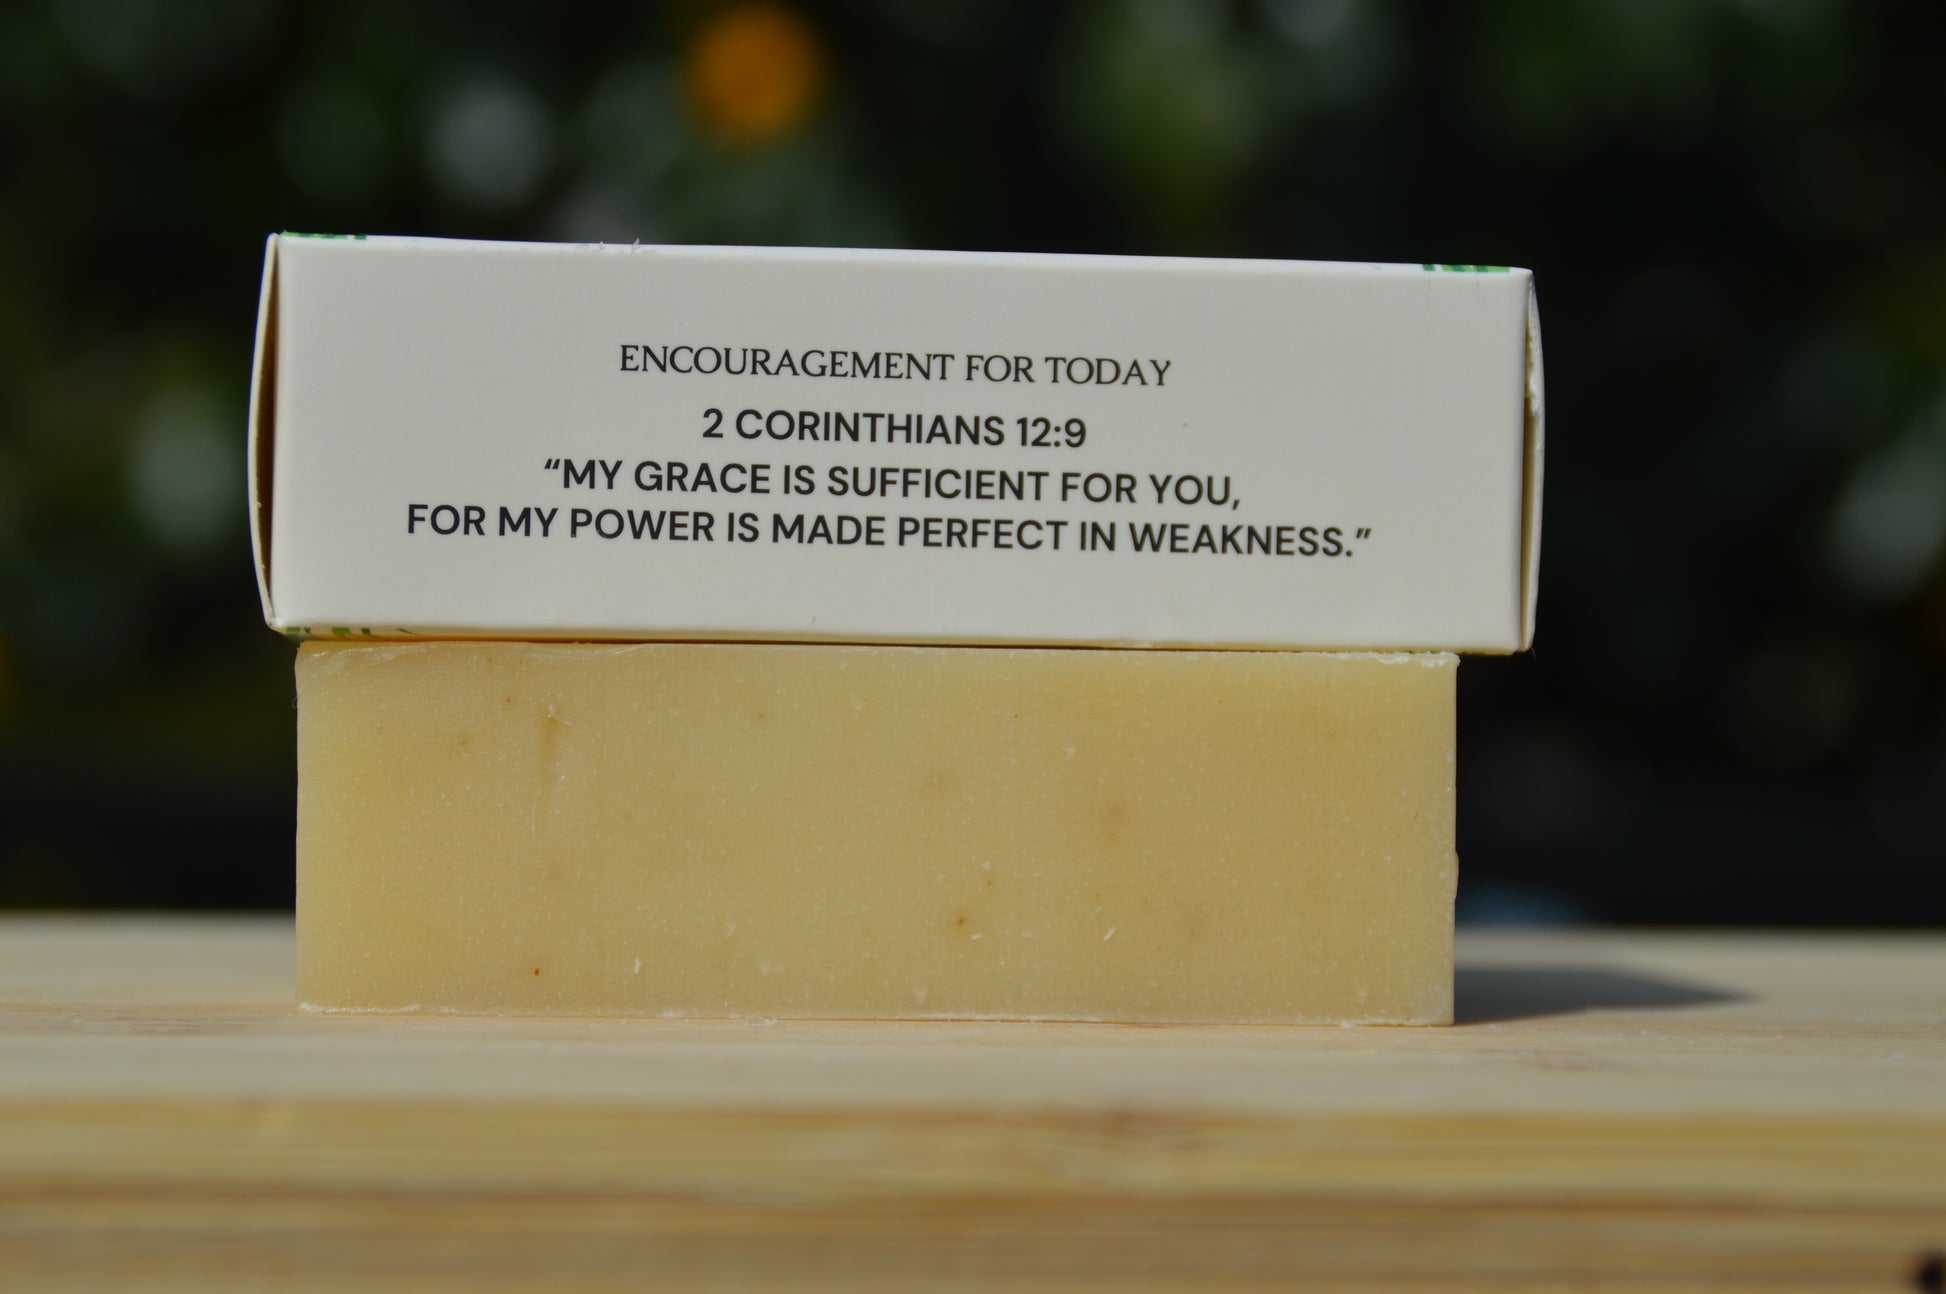 ENCOURAGEMENT FOR TODAY
2 CORINTHIANS 12:9
“MY GRACE IS SUFFICIENT FOR YOU,
FOR MY POWER IS MADE PERFECT IN WEAKNESS.”